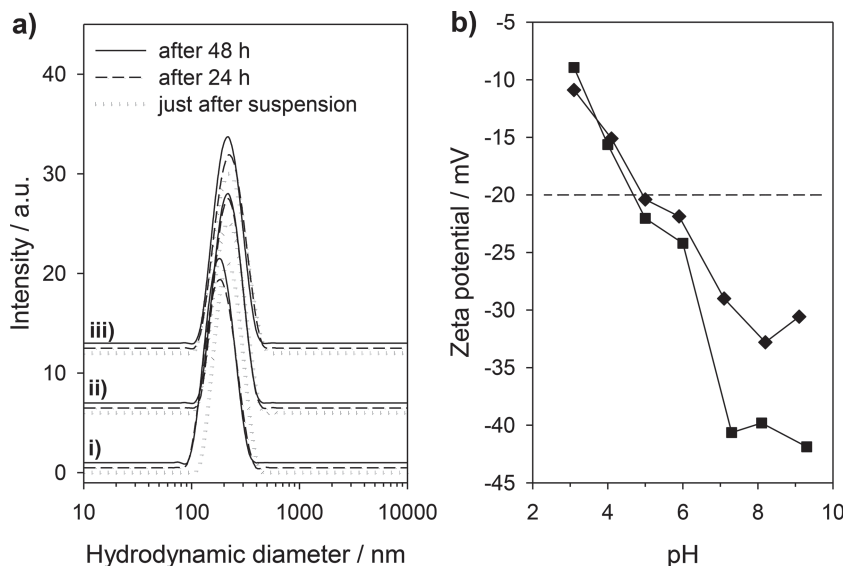 a)
after 48 h
after 24 h
just after suspension
Intensity / a.u.
40
30
20
10
0
iii)
ii)
i)
10
100
1000
10000
Hydrodynamic diameter / nm
b)
Zeta potential / mV
-5
-10
-15
-20
-25
-30
-35
-40
-45
2
4
6
8
10
pH